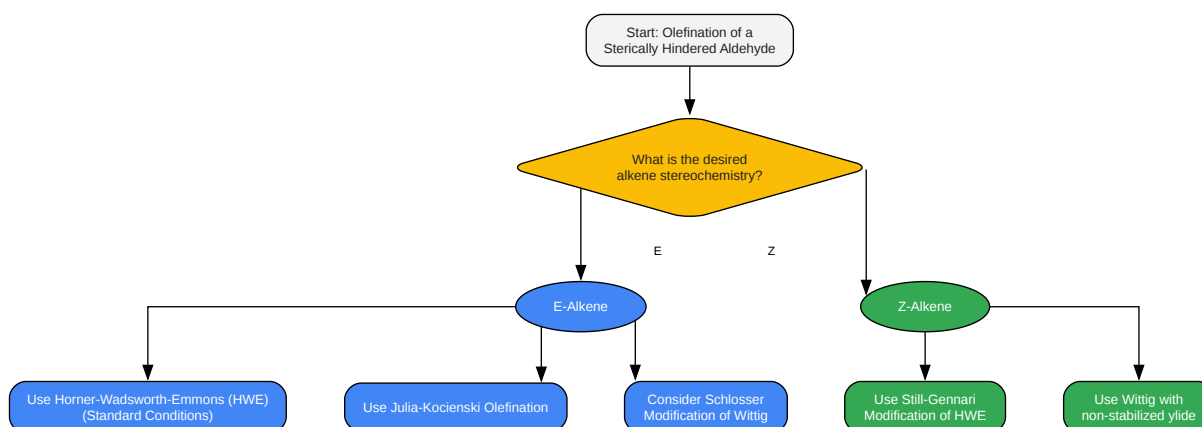 Start: Olefination of a
Sterically Hindered Aldehyde
What is the desired
alkene stereochemistry?
E
Z
E-Alkene
Z-Alkene
Use Horner-Wadsworth-Emmons (HWE)
(Standard Conditions)
Use Julia-Kocienski Olefination
Consider Schlosser
Modification of Wittig
Use Still-Gennari
Modification of HWE
Use Wittig with
non-stabilized ylide